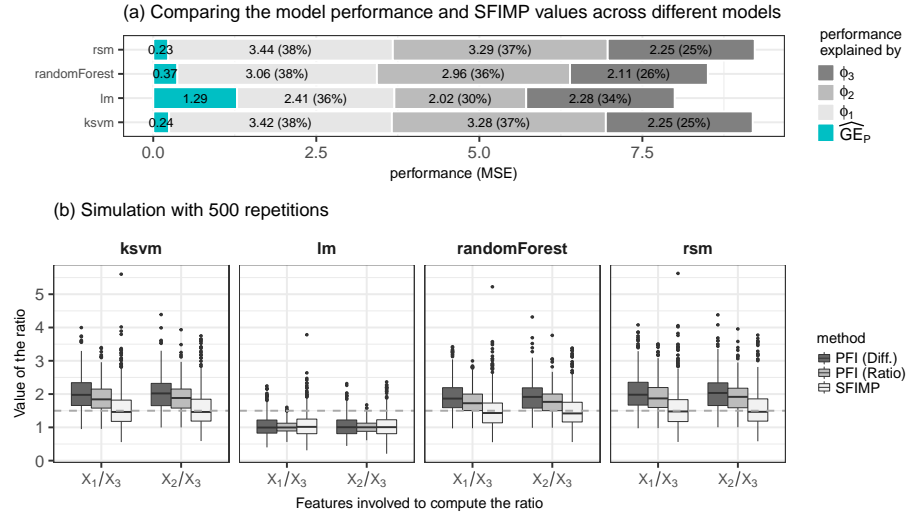 (a) Comparing the model performance and SFIMP values across different models
rsm 0.23 3.44 (38%) 3.29 (37%) 2.25 (25%)
randomForest 0.37 3.06 (38%) 2.96 (36%) 2.11 (26%)
lm 1.29 2.41 (36%) 2.02 (30%) 2.28 (34%)
ksvm 0.24 3.42 (38%) 3.28 (37%) 2.25 (25%)
0.0 2.5 5.0 7.5
performance (MSE)
performance
explained by
ϕ₃
ϕ₂
ϕ₁
G͡E_P
(b) Simulation with 500 repetitions
ksvm lm randomForest rsm
Value of the ratio
5
4
3
2
1
0
X₁/X₃ X₂/X₃ X₁/X₃ X₂/X₃ X₁/X₃ X₂/X₃ X₁/X₃ X₂/X₃
Features involved to compute the ratio
method
PFI (Diff.)
PFI (Ratio)
SFIMP